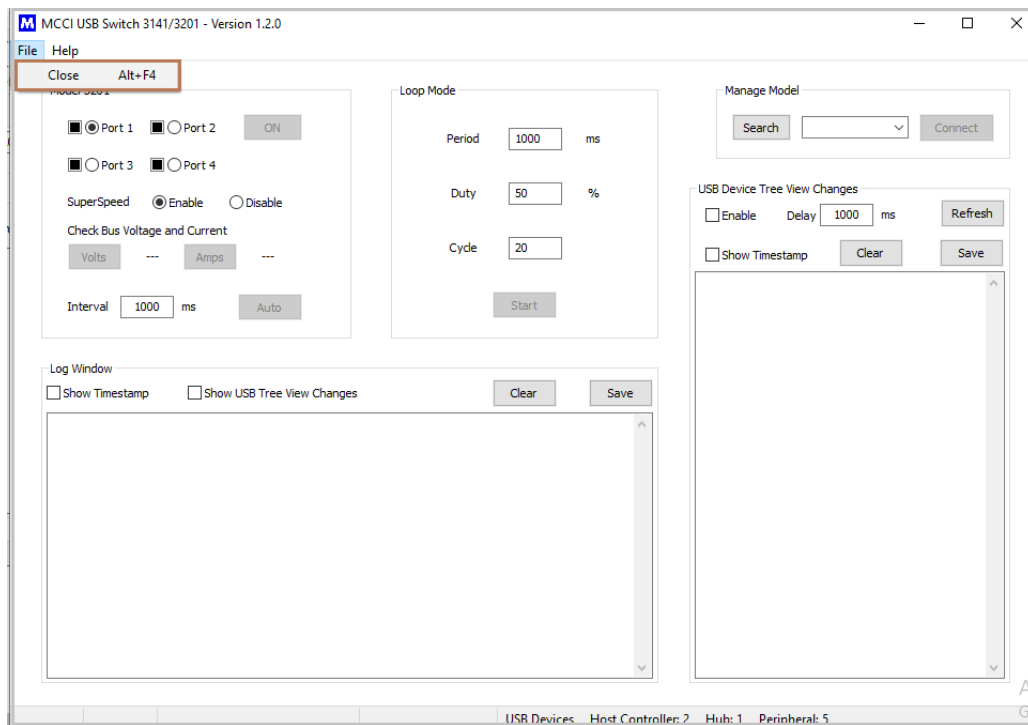 MCCI USB Switch 3141/3201 - Version 1.2.0
File Help
Close Alt+F4
Model 3201
Port 1 Port 2 ON
Port 3 Port 4
SuperSpeed Enable Disable
Check Bus Voltage and Current
Volts --- Amps ---
Interval 1000 ms Auto
Loop Mode
Period 1000 ms
Duty 50 %
Cycle 20
Start
Manage Model
Search Connect
USB Device Tree View Changes
Enable Delay 1000 ms Refresh
Show Timestamp Clear Save
Log Window
Show Timestamp Show USB Tree View Changes Clear Save
USB Devices Host Controller: 2 Hub: 1 Peripheral: 5